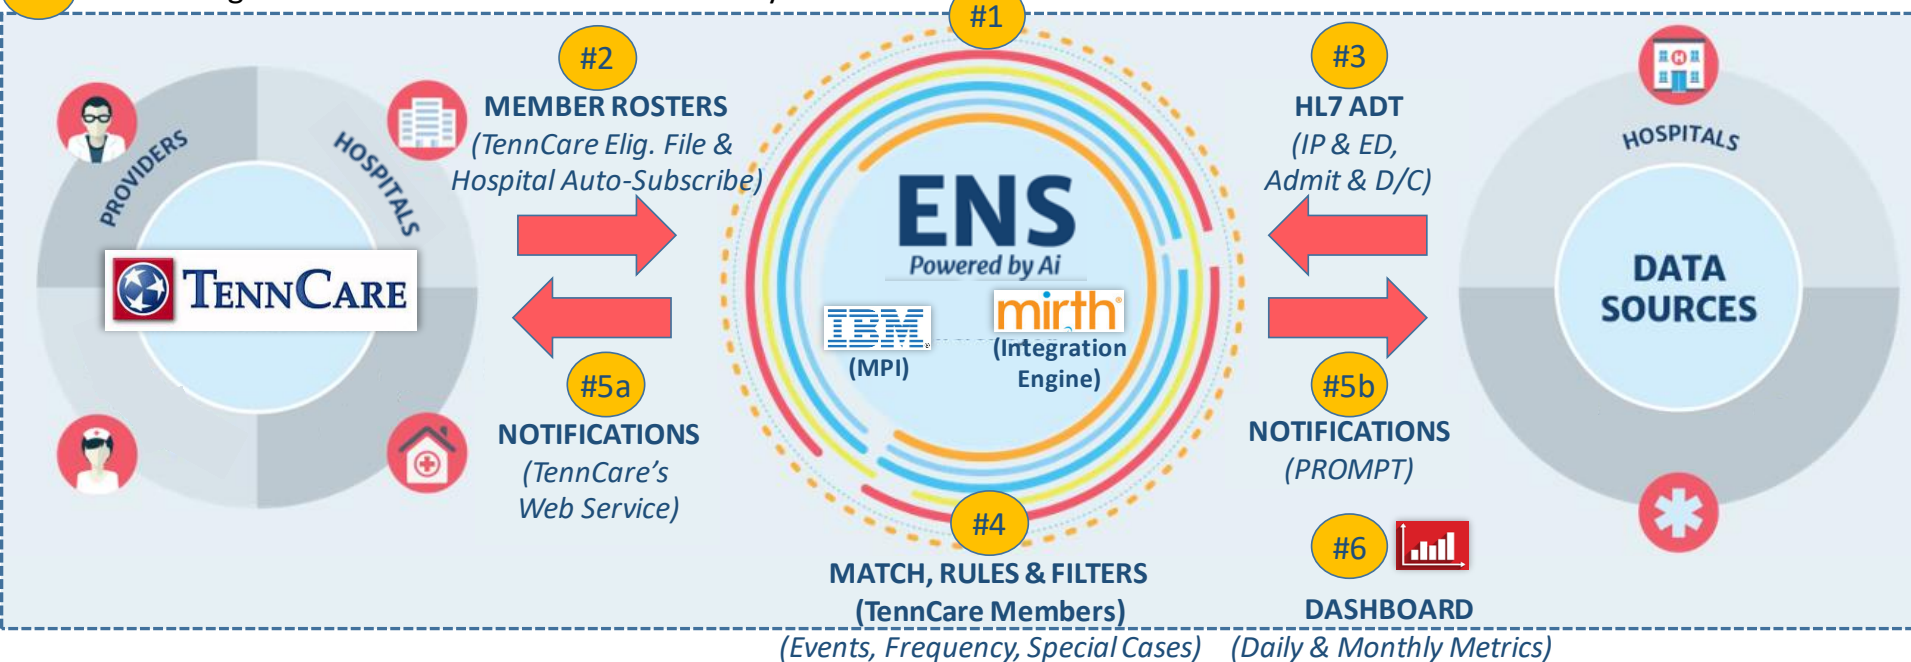 #1
#2
MEMBER ROSTERS
(TennCare Elig. File &
Hospital Auto-Subscribe)
#3
HL7 ADT
(IP & ED,
Admit & D/C)
PROVIDERS
HOSPITALS
TENNCARE
ENS
Powered by Ai
IBM
(MPI)
mirth
(Integration
Engine)
H
HOSPITALS
DATA
SOURCES
#5a
NOTIFICATIONS
(TennCare's
Web Service)
#5b
NOTIFICATIONS
(PROMPT)
#4
MATCH, RULES & FILTERS
(TennCare Members)
(Events, Frequency, Special Cases)
#6
DASHBOARD
(Daily & Monthly Metrics)